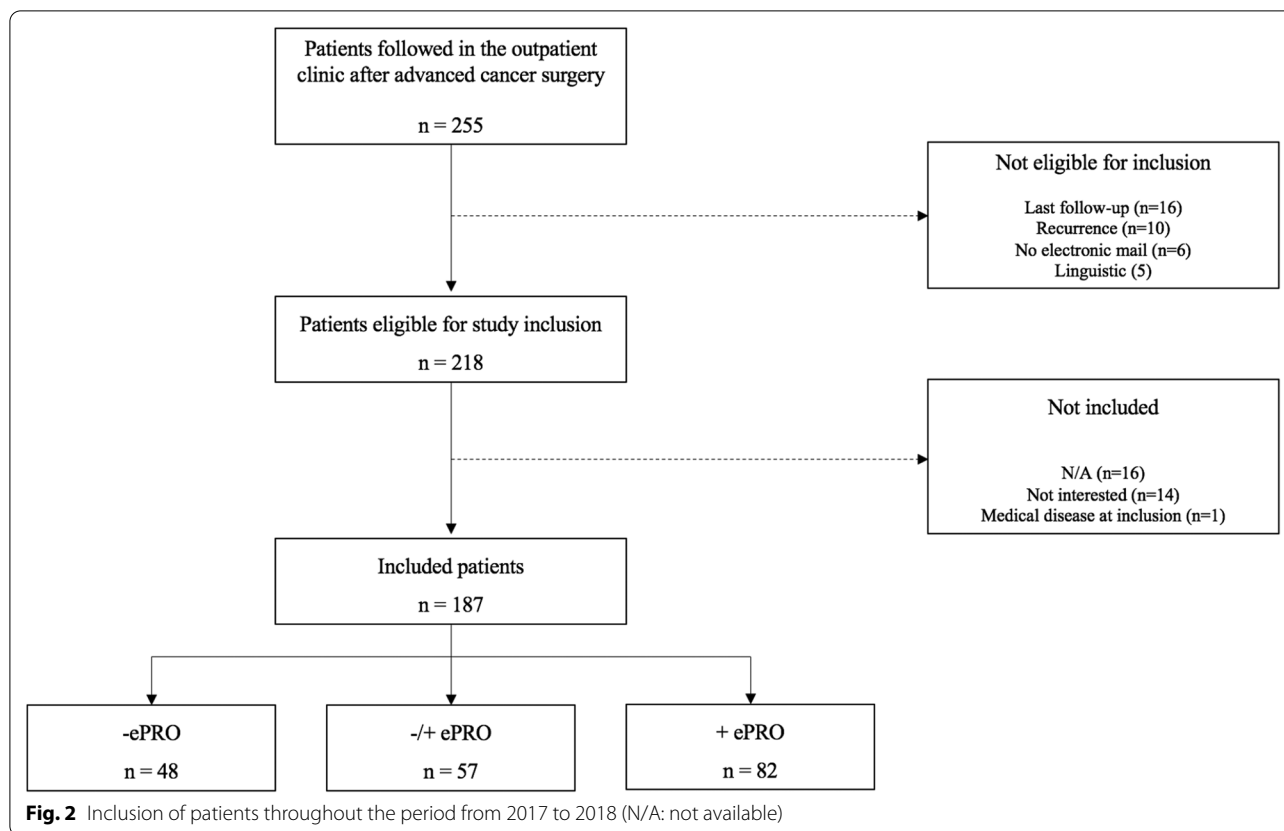 Patients followed in the outpatient
clinic after advanced cancer surgery
n = 255
Not eligible for inclusion
Last follow-up (n=16)
Recurrence (n=10)
No electronic mail (n=6)
Linguistic (5)
Patients eligible for study inclusion
n = 218
Not included
N/A (n=16)
Not interested (n=14)
Medical disease at inclusion (n=1)
Included patients
n = 187
-ePRO
n = 48
-/+ ePRO
n = 57
+ ePRO
n = 82
Fig. 2 Inclusion of patients throughout the period from 2017 to 2018 (N/A: not available)